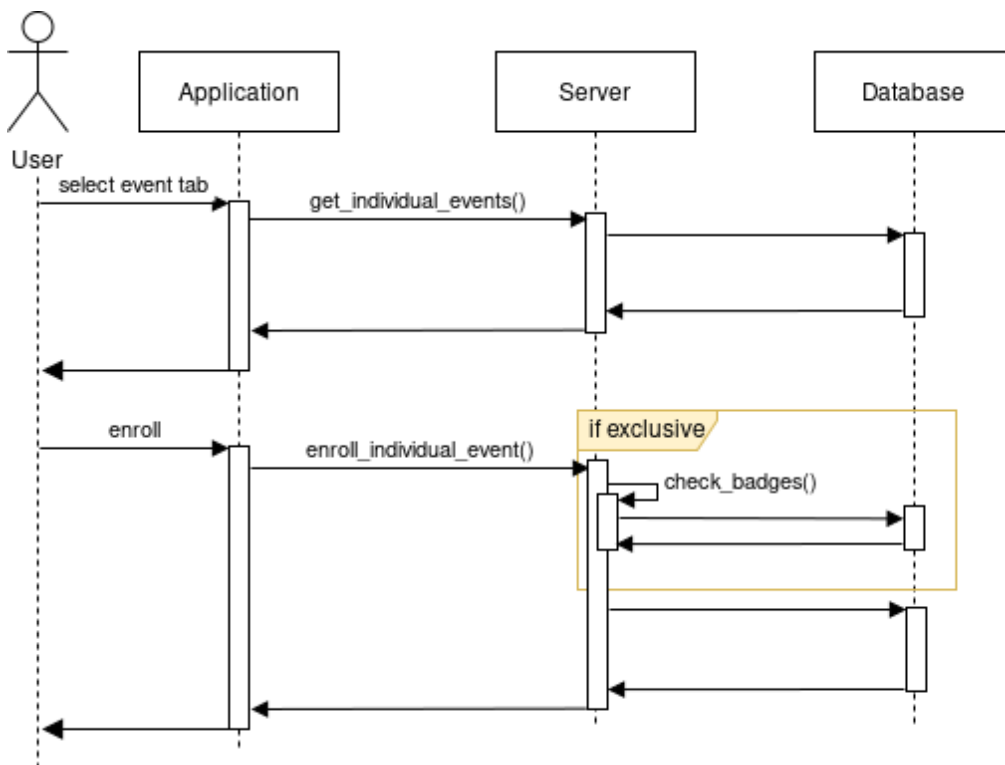 Application
Server
Database
User
select event tab
get_individual_events()
enroll
if exclusive
enroll_individual_event()
check_badges()